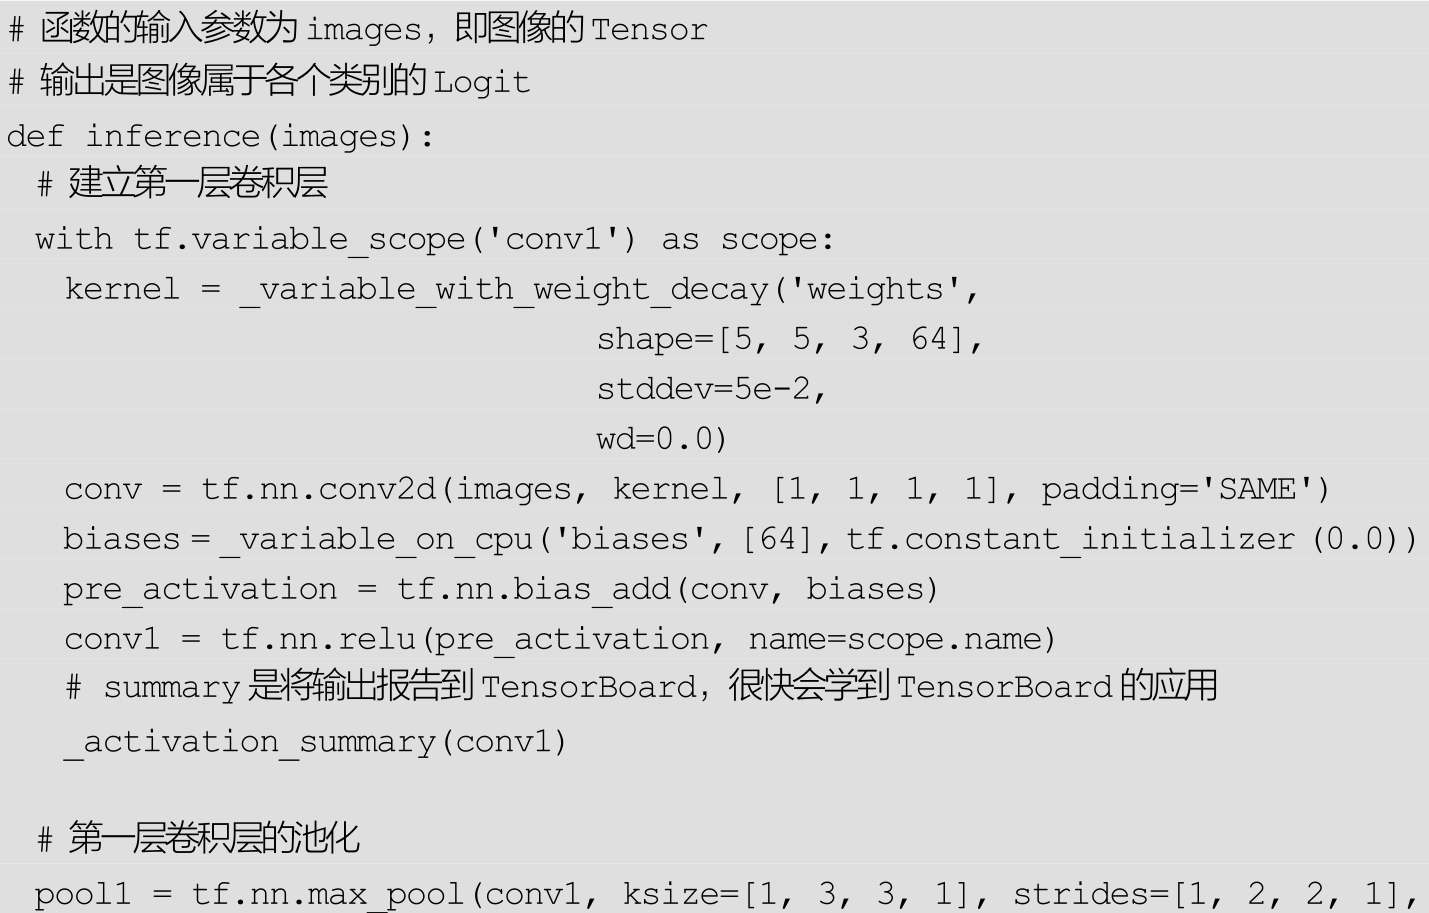 # 函数的输入参数为 images，即图像的 Tensor
# 输出是图像属于各个类别的 Logit
def inference(images):
  # 建立第一层卷积层
  with tf.variable_scope('conv1') as scope:
    kernel = _variable_with_weight_decay('weights',
                                         shape=[5, 5, 3, 64],
                                         stddev=5e-2,
                                         wd=0.0)
    conv = tf.nn.conv2d(images, kernel, [1, 1, 1, 1], padding='SAME')
    biases = _variable_on_cpu('biases', [64], tf.constant_initializer (0.0))
    pre_activation = tf.nn.bias_add(conv, biases)
    conv1 = tf.nn.relu(pre_activation, name=scope.name)
    # summary 是将输出报告到 TensorBoard，很快会学到 TensorBoard 的应用
    _activation_summary(conv1)
  # 第一层卷积层的池化
  pool1 = tf.nn.max_pool(conv1, ksize=[1, 3, 3, 1], strides=[1, 2, 2, 1],